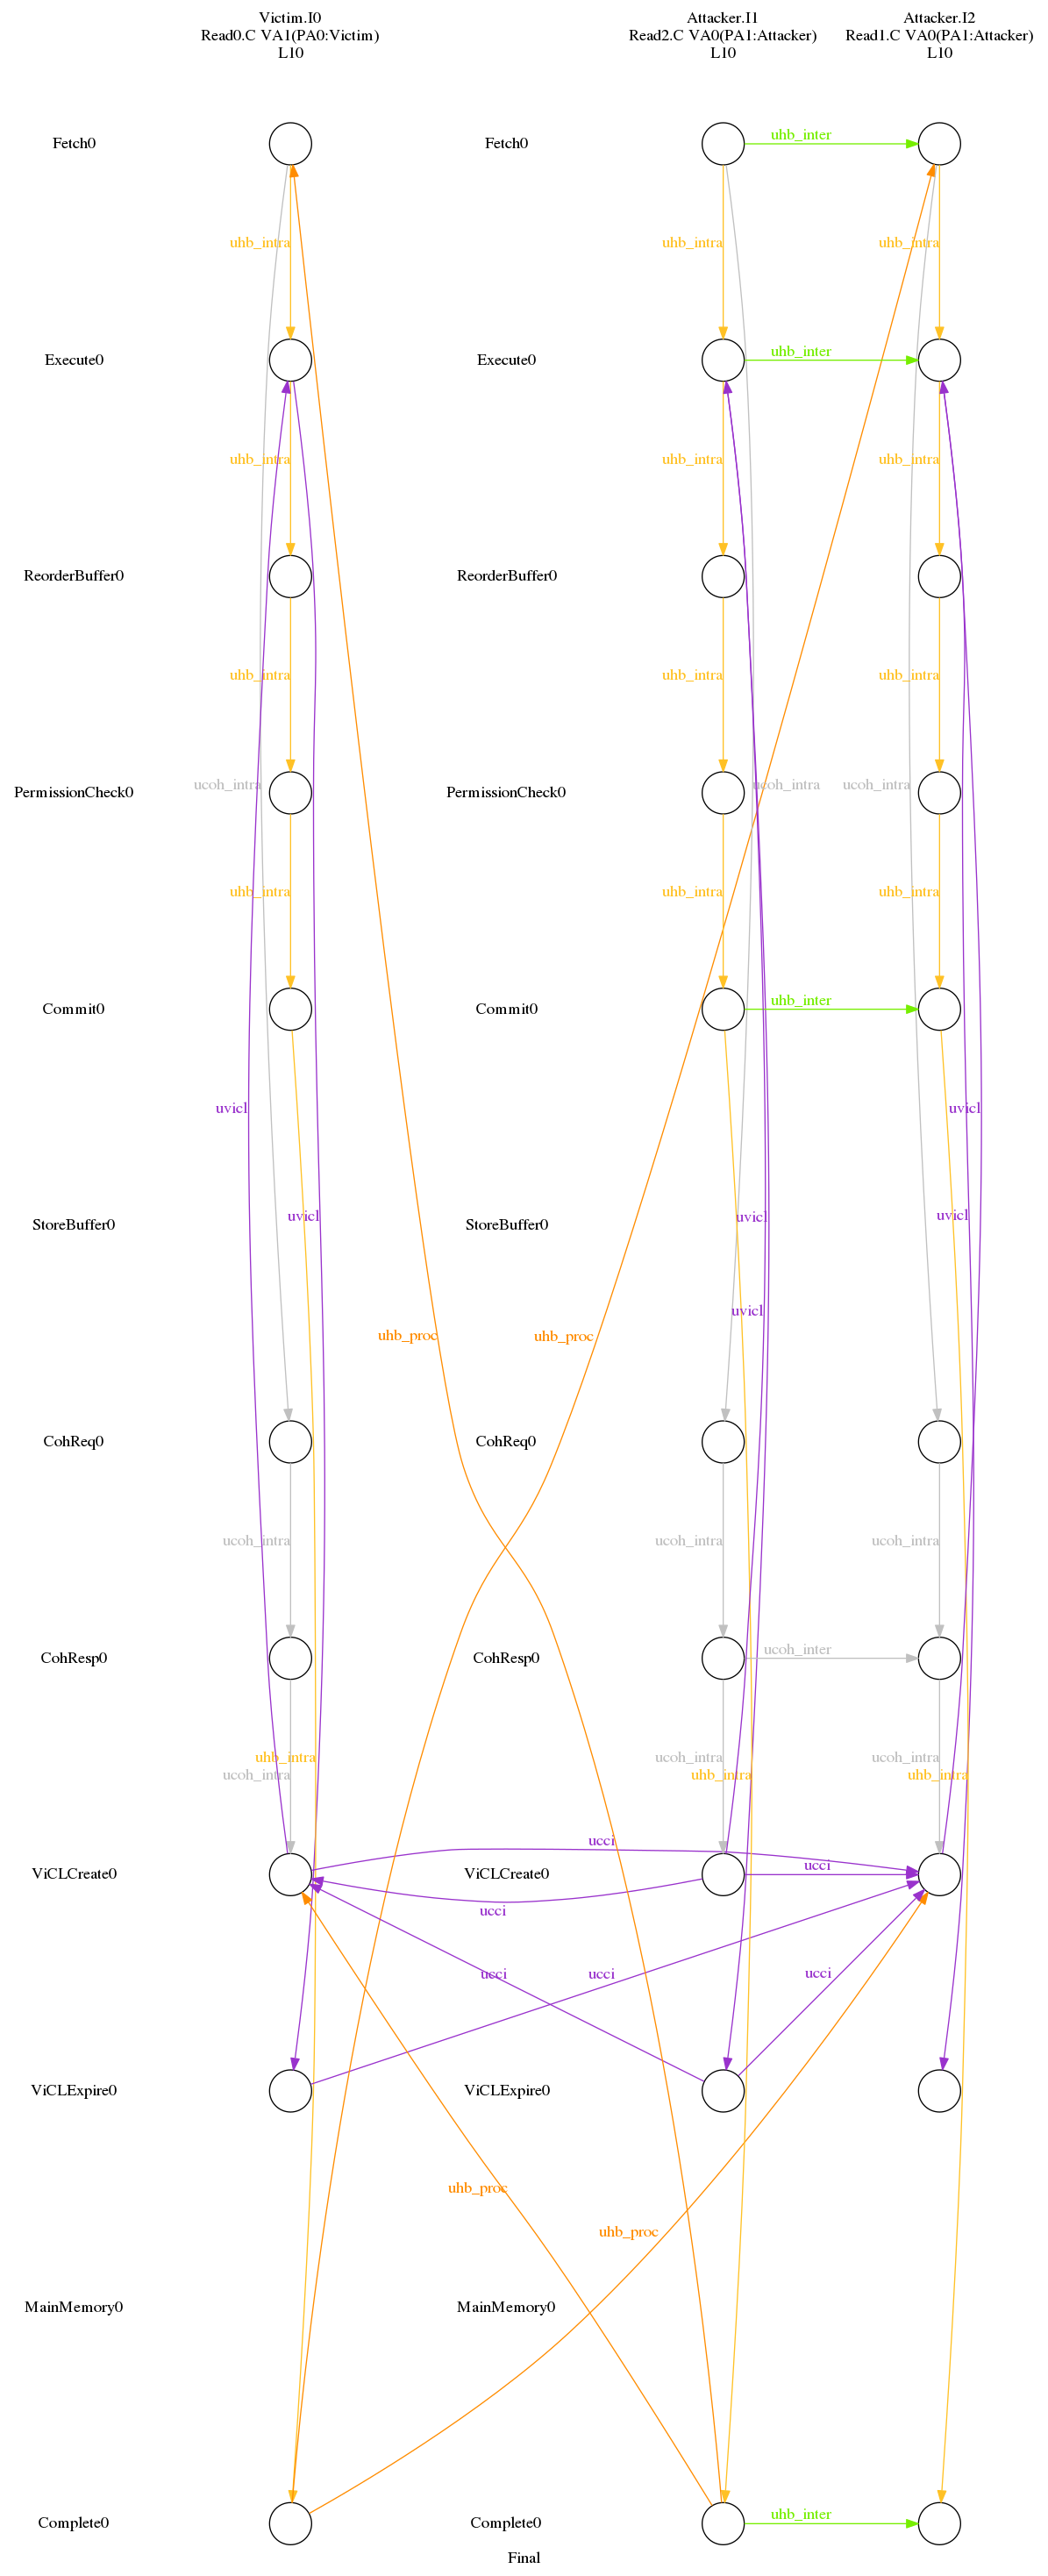 Victim.I0
Read0.C VA1(PA0:Victim)
L10
Attacker.I1
Read2.C VA0(PA1:Attacker)
L10
Attacker.I2
Read1.C VA0(PA1:Attacker)
L10
uhb_inter
Fetch0
Fetch0
uhb_intra
uhb_intra
uhb_intra
uhb_inter
Execute0
Execute0
uhb_intra
uhb_intra
uhb_intra
ReorderBuffer0
ReorderBuffer0
uhb_intra
uhb_intra
uhb_intra
ucoh_intra
ucoh_intra
ucoh_intra
PermissionCheck0
PermissionCheck0
uhb_intra
uhb_intra
uhb_intra
uhb_inter
Commit0
Commit0
uvicl
uvicl
uvicl
uvicl
uvicl
StoreBuffer0
StoreBuffer0
uvicl
uhb_proc
uhb_proc
CohReq0
CohReq0
ucoh_intra
ucoh_intra
ucoh_intra
ucoh_inter
CohResp0
CohResp0
uhb_intra
ucoh_intra
ucoh_intra
ucoh_intra
uhb_intra
uhb_intra
ucci
ucci
ViCLCreate0
ViCLCreate0
ucci
ucci
ucci
ucci
ViCLExpire0
ViCLExpire0
uhb_proc
uhb_proc
MainMemory0
MainMemory0
uhb_inter
Complete0
Complete0
Final